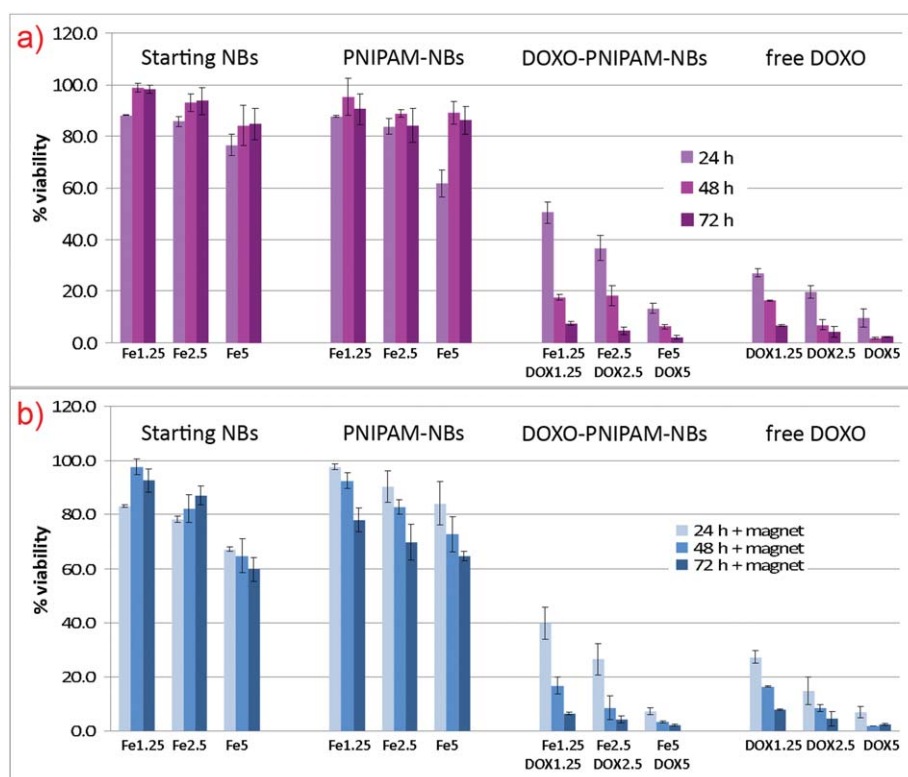 a)
120.0
100.0
80.0
60.0
40.0
20.0
0.0
% viability
Starting NBs PNIPAM-NBs DOXO-PNIPAM-NBs free DOXO
24 h
48 h
72 h
Fe1.25 Fe2.5 Fe5 Fe1.25 Fe2.5 Fe5 Fe1.25 Fe2.5 Fe5 DOX1.25 DOX2.5 DOX5
DOX1.25 DOX2.5 DOX5
b)
120.0
100.0
80.0
60.0
40.0
20.0
0.0
% viability
Starting NBs PNIPAM-NBs DOXO-PNIPAM-NBs free DOXO
24 h + magnet
48 h + magnet
72 h + magnet
Fe1.25 Fe2.5 Fe5 Fe1.25 Fe2.5 Fe5 Fe1.25 Fe2.5 Fe5 DOX1.25 DOX2.5 DOX5
DOX1.25 DOX2.5 DOX5